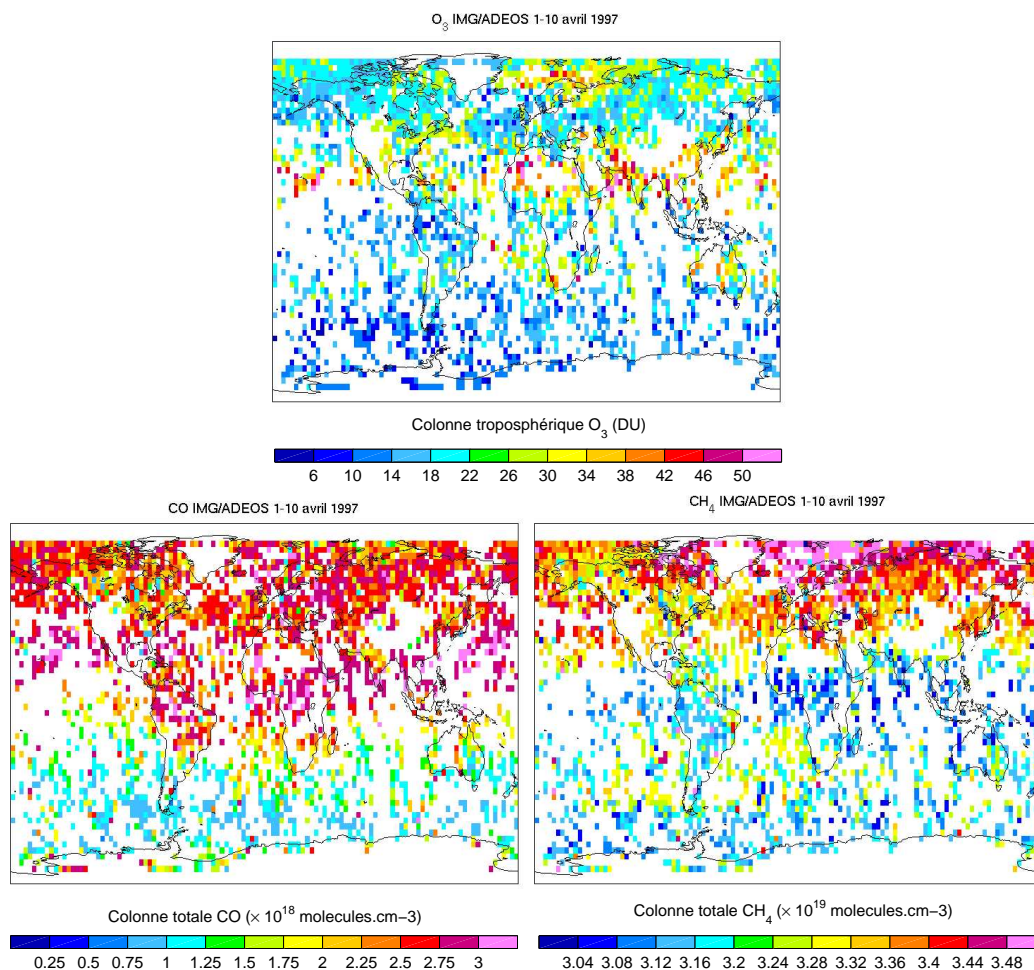 O3 IMG/ADEOS 1-10 avril 1997
Colonne troposphérique O3 (DU)
6 10 14 18 22 26 30 34 38 42 46 50
CO IMG/ADEOS 1-10 avril 1997
CH4 IMG/ADEOS 1-10 avril 1997
Colonne totale CO (× 10^18 molecules.cm−3)
Colonne totale CH4 (× 10^19 molecules.cm−3)
0.25 0.5 0.75 1 1.25 1.5 1.75 2 2.25 2.5 2.75 3
3.04 3.08 3.12 3.16 3.2 3.24 3.28 3.32 3.36 3.4 3.44 3.48